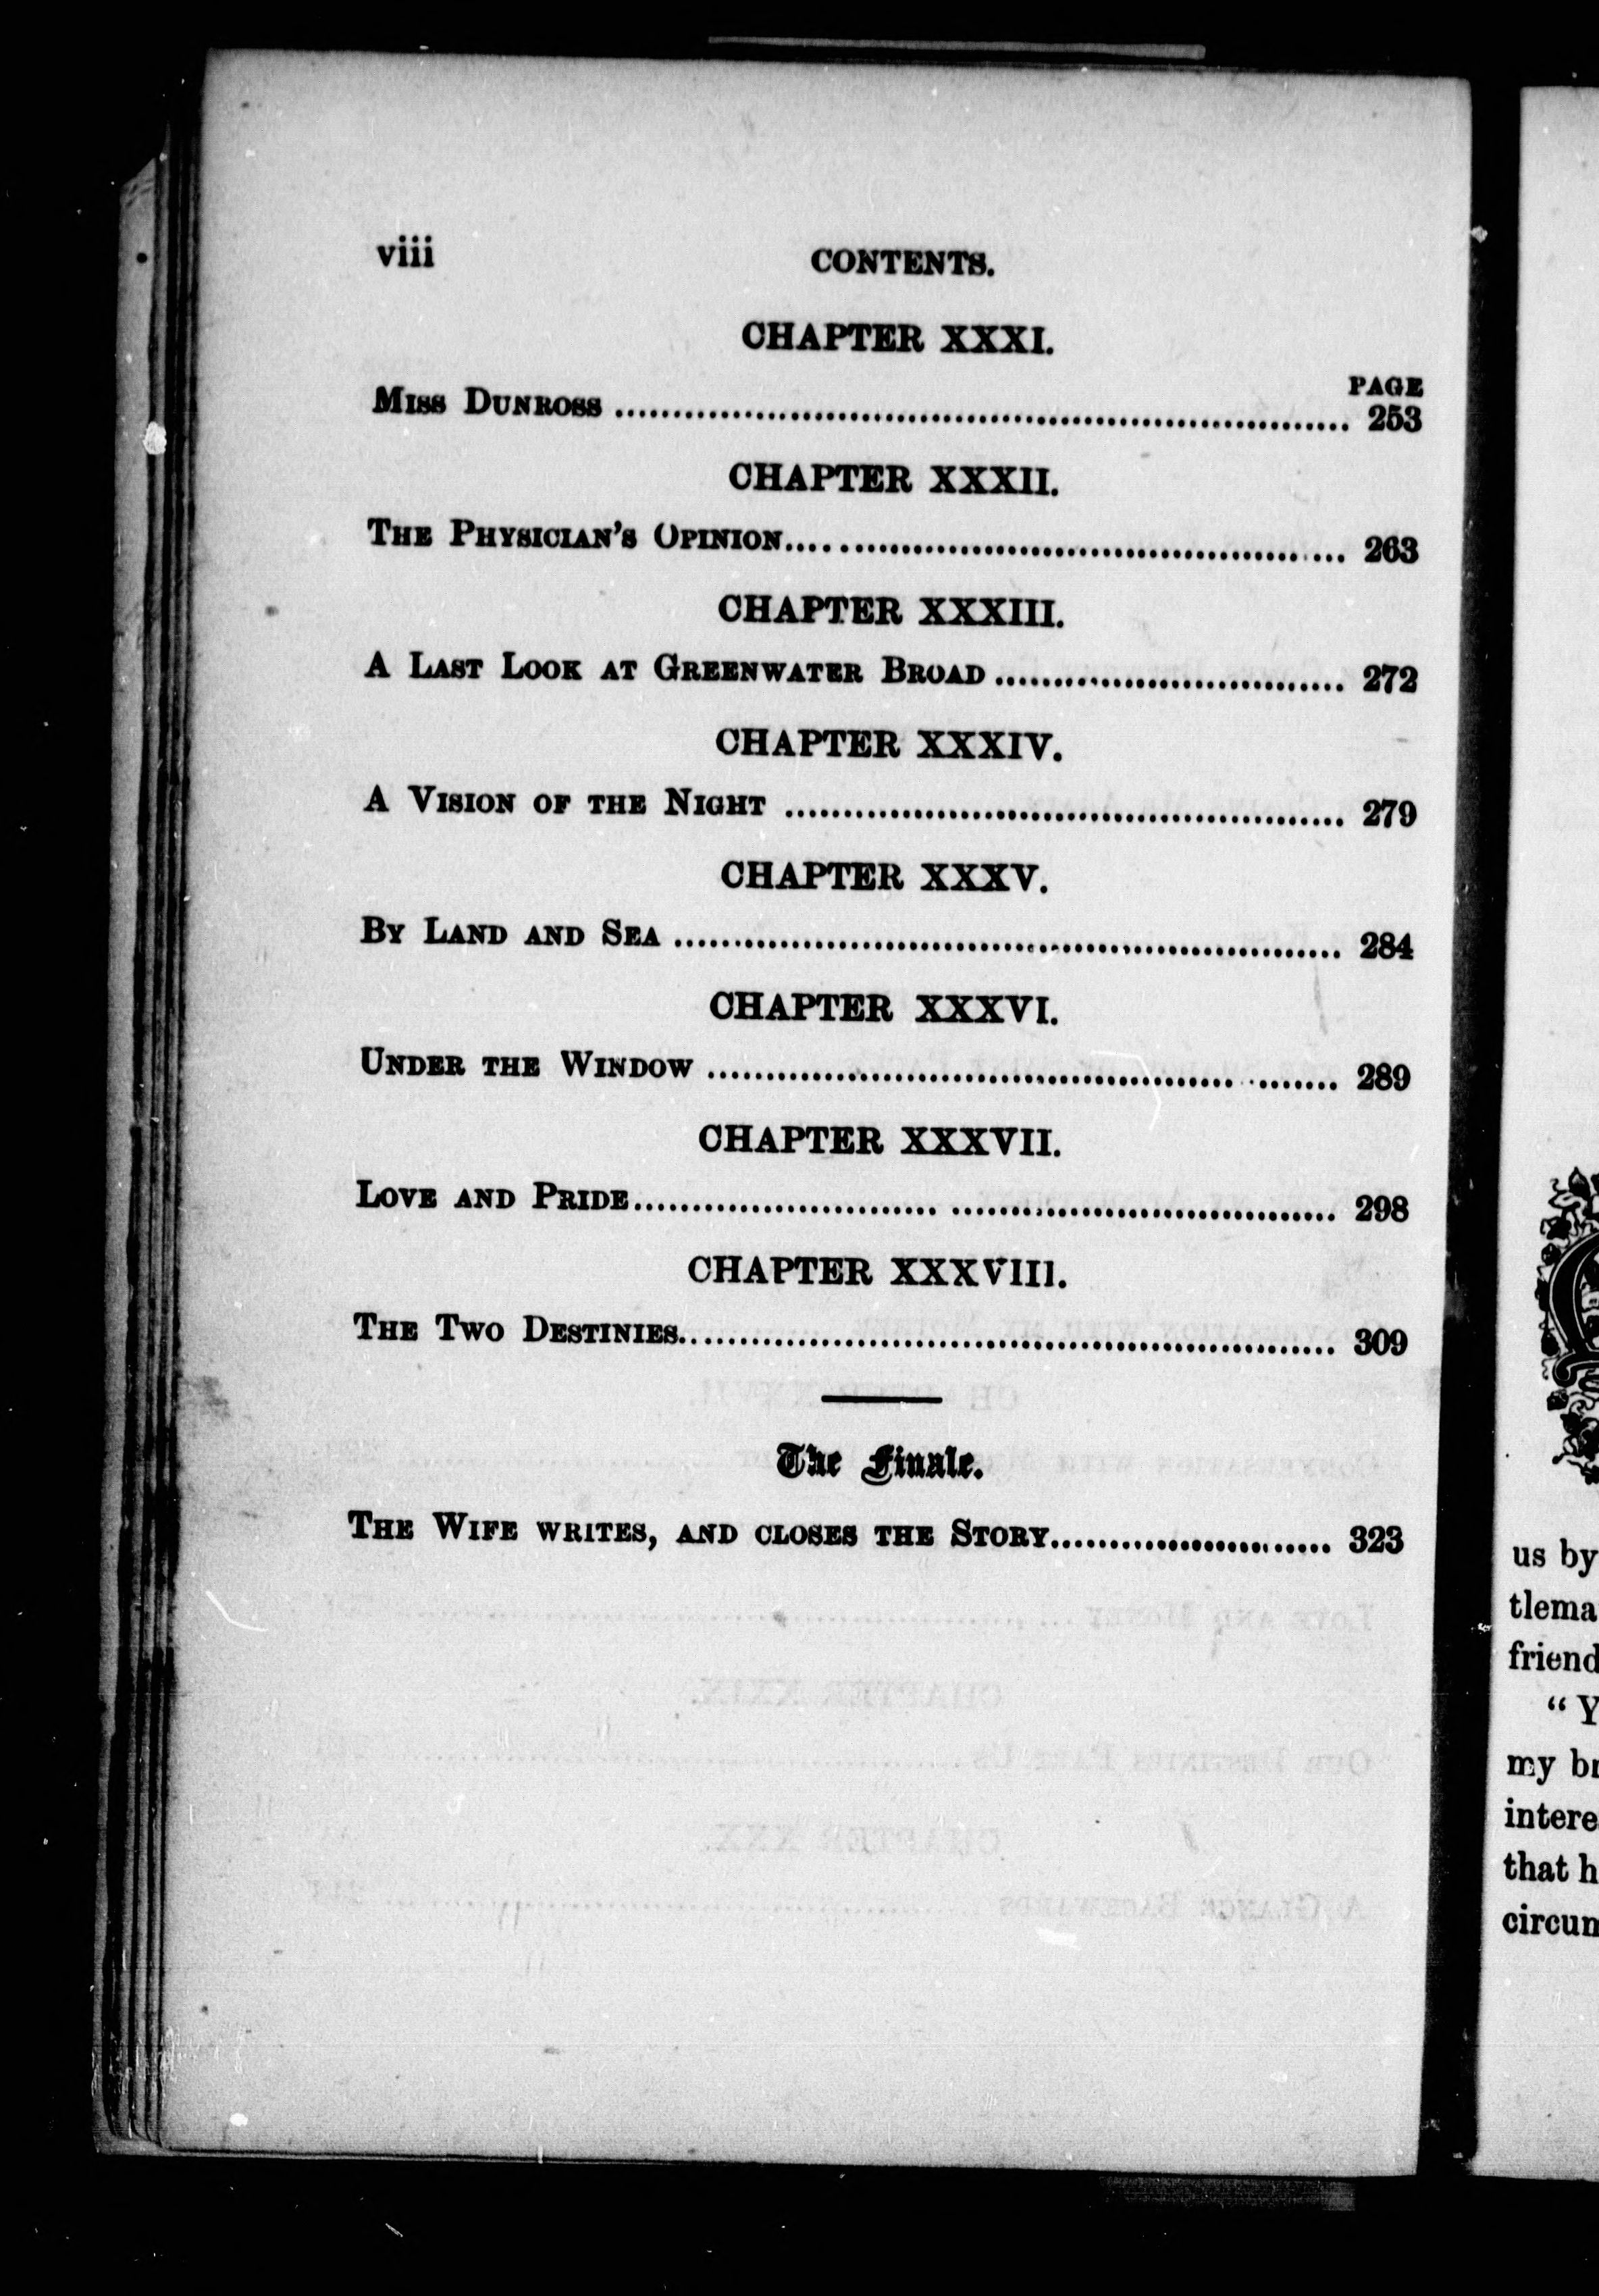 viii CONTENTS.
CHAPTER XXXI.
PAGE
MISS DUNROSS ........ 253
CHAPTER XXXII.
THE PHYSICIAN'S OPINION........ 263
CHAPTER XXXIII.
A LAST LOOK AT GREENWATER BROAD ........ 272
CHAPTER XXXIV.
A VISION OF THE NIGHT ........ 279
CHAPTER XXXV.
BY LAND AND SEA ........ 284
CHAPTER XXXVI.
UNDER THE WINDOW ........ 289
CHAPTER XXXVII.
LOVE AND PRIDE........ 298
CHAPTER XXXVIII.
THE TWO DESTINIES........ 309
The Finale.
THE WIFE WRITES, AND CLOSES THE STORY........ 323
us by
tlema
friend
"Y
my br
intere
that h
circum